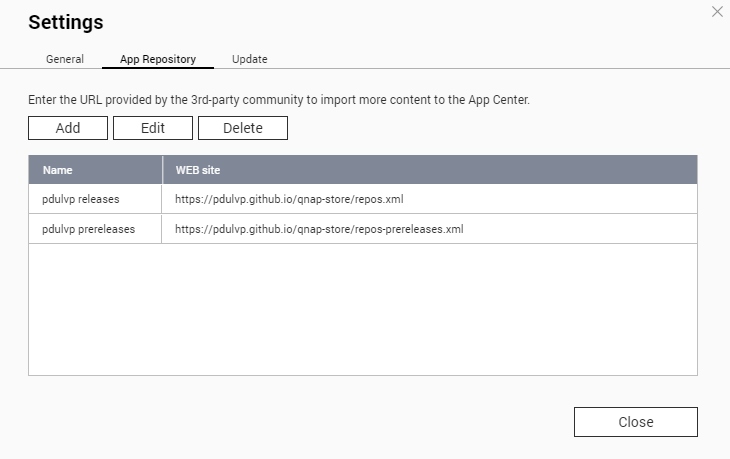 Settings
General App Repository Update
Enter the URL provided by the 3rd-party community to import more content to the App Center.
Add Edit Delete
Name WEB site
pdulvp releases https://pdulvp.github.io/qnap-store/repos.xml
pdulvp prereleases https://pdulvp.github.io/qnap-store/repos-prereleases.xml
Close